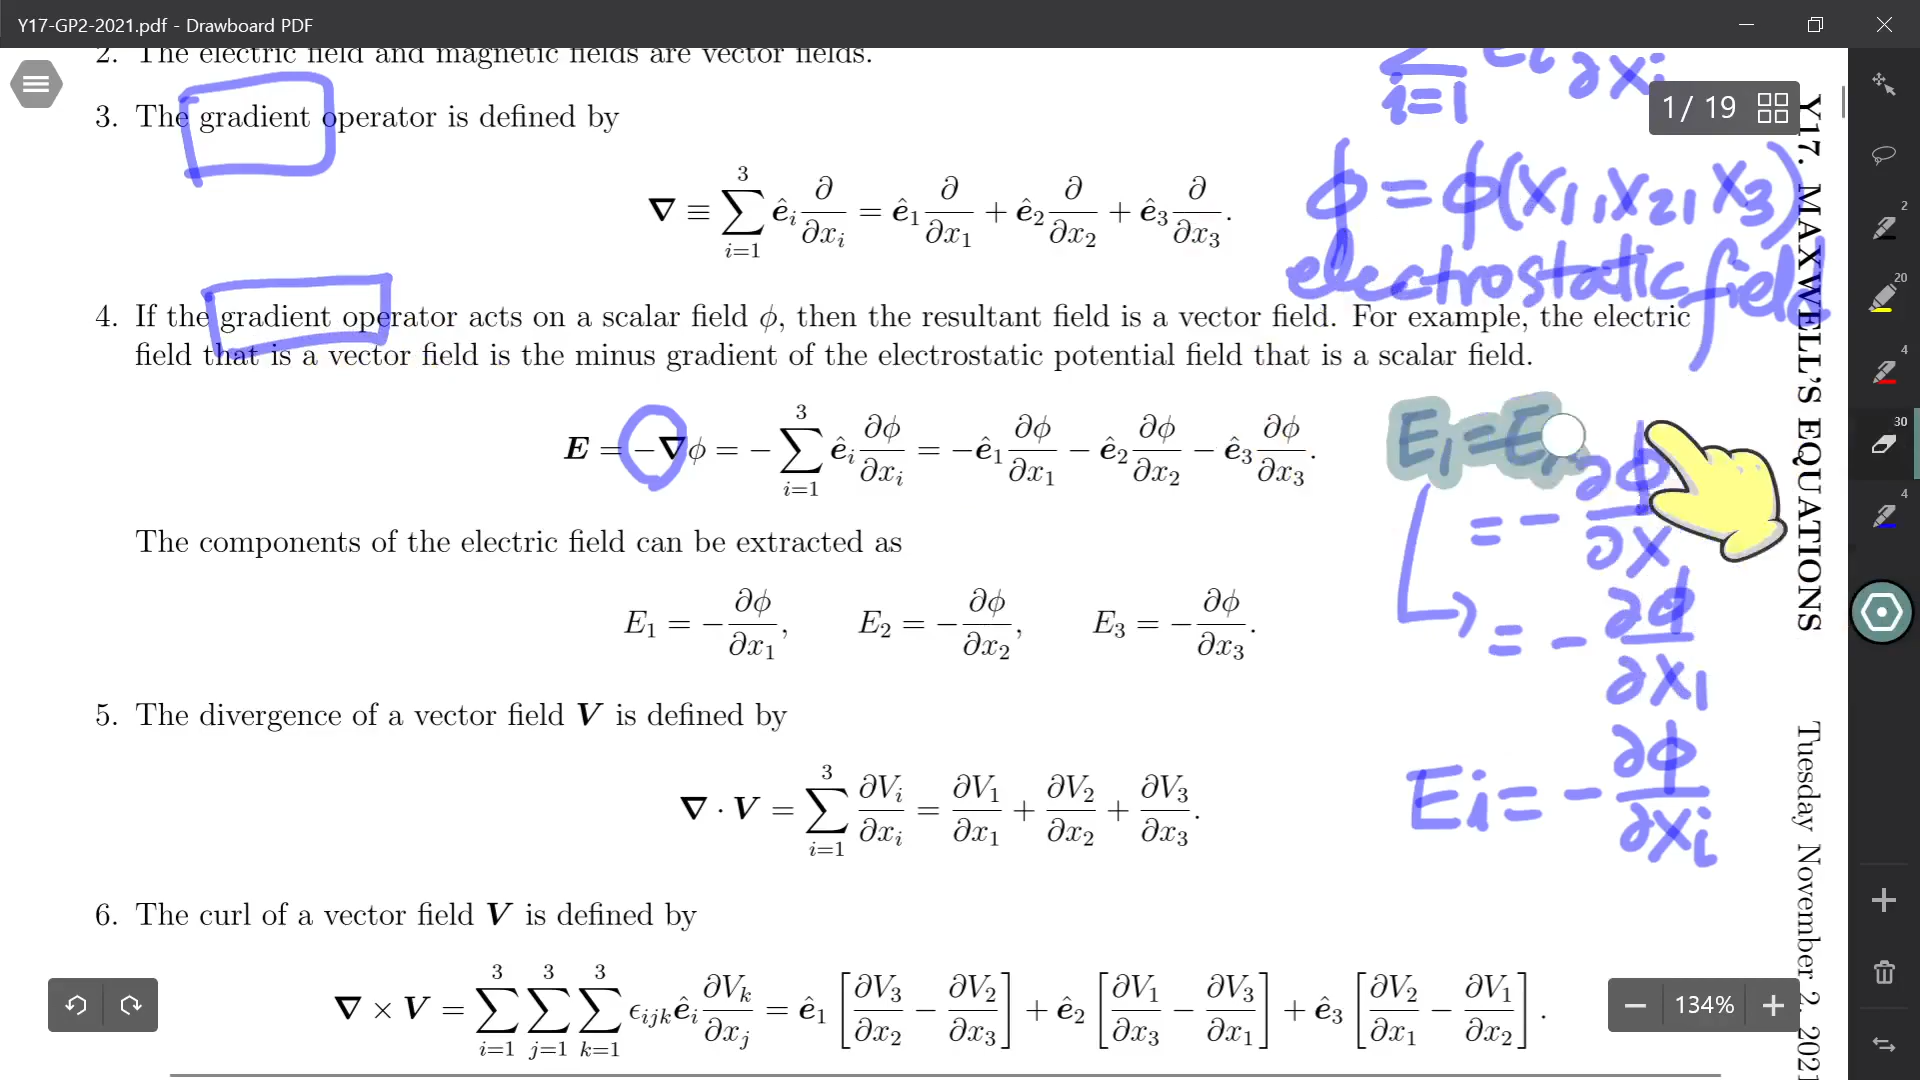 Y17-GP2-2021.pdf - Drawboard PDF
2. The electric field and magnetic fields are vector fields.
3. The gradient operator is defined by
∇ ≡ ∑_{i=1}^{3} ê_i ∂/∂x_i = ê_1 ∂/∂x_1 + ê_2 ∂/∂x_2 + ê_3 ∂/∂x_3.
4. If the gradient operator acts on a scalar field ϕ, then the resultant field is a vector field. For example, the electric
field that is a vector field is the minus gradient of the electrostatic potential field that is a scalar field.
E = −∇ϕ = − ∑_{i=1}^{3} ê_i ∂ϕ/∂x_i = −ê_1 ∂ϕ/∂x_1 − ê_2 ∂ϕ/∂x_2 − ê_3 ∂ϕ/∂x_3.
The components of the electric field can be extracted as
E_1 = −∂ϕ/∂x_1, E_2 = −∂ϕ/∂x_2, E_3 = −∂ϕ/∂x_3.
5. The divergence of a vector field V is defined by
∇ · V = ∑_{i=1}^{3} ∂V_i/∂x_i = ∂V_1/∂x_1 + ∂V_2/∂x_2 + ∂V_3/∂x_3.
6. The curl of a vector field V is defined by
∇ × V = ∑_{i=1}^{3} ∑_{j=1}^{3} ∑_{k=1}^{3} ϵ_{ijk} ê_i ∂V_k/∂x_j = ê_1 [∂V_3/∂x_2 − ∂V_2/∂x_3] + ê_2 [∂V_1/∂x_3 − ∂V_3/∂x_1] + ê_3 [∂V_2/∂x_1 − ∂V_1/∂x_2].
i=1
∂x_i
ϕ = ϕ(x_1, x_2, x_3)
electrostatic field
E_1 = E
= − ∂ϕ/∂x
= − ∂ϕ/∂x_1
E_i = − ∂ϕ/∂x_i
1 / 19
Y17. MAXWELL'S EQUATIONS
Tuesday November 2, 2021
2
20
4
30
4
134%